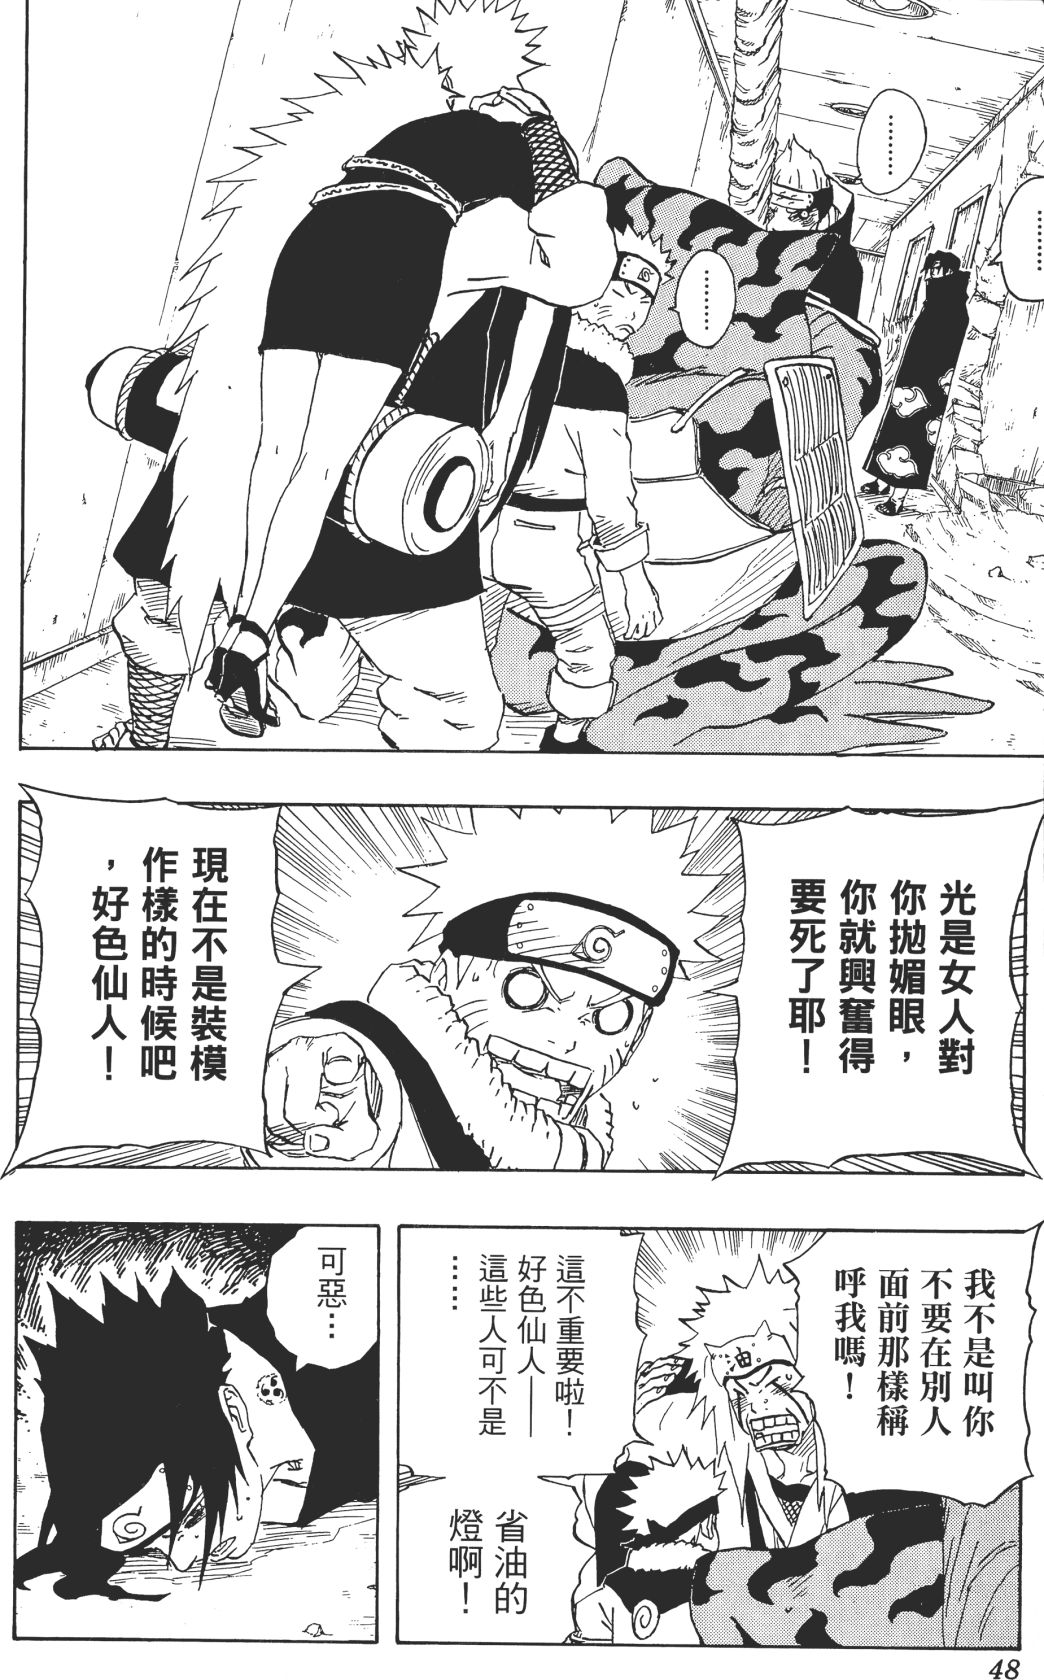 ………
………
………
光是女人對
你拋媚眼，
你就興奮得
要死了耶！
現在不是裝模
作樣的時候吧
，好色仙人！
我不是叫你
不要在別人
面前那樣稱
呼我嗎！
油
這不重要啦！
好色仙人——
這些人可不是
……
省油的
燈啊！
可惡…
48